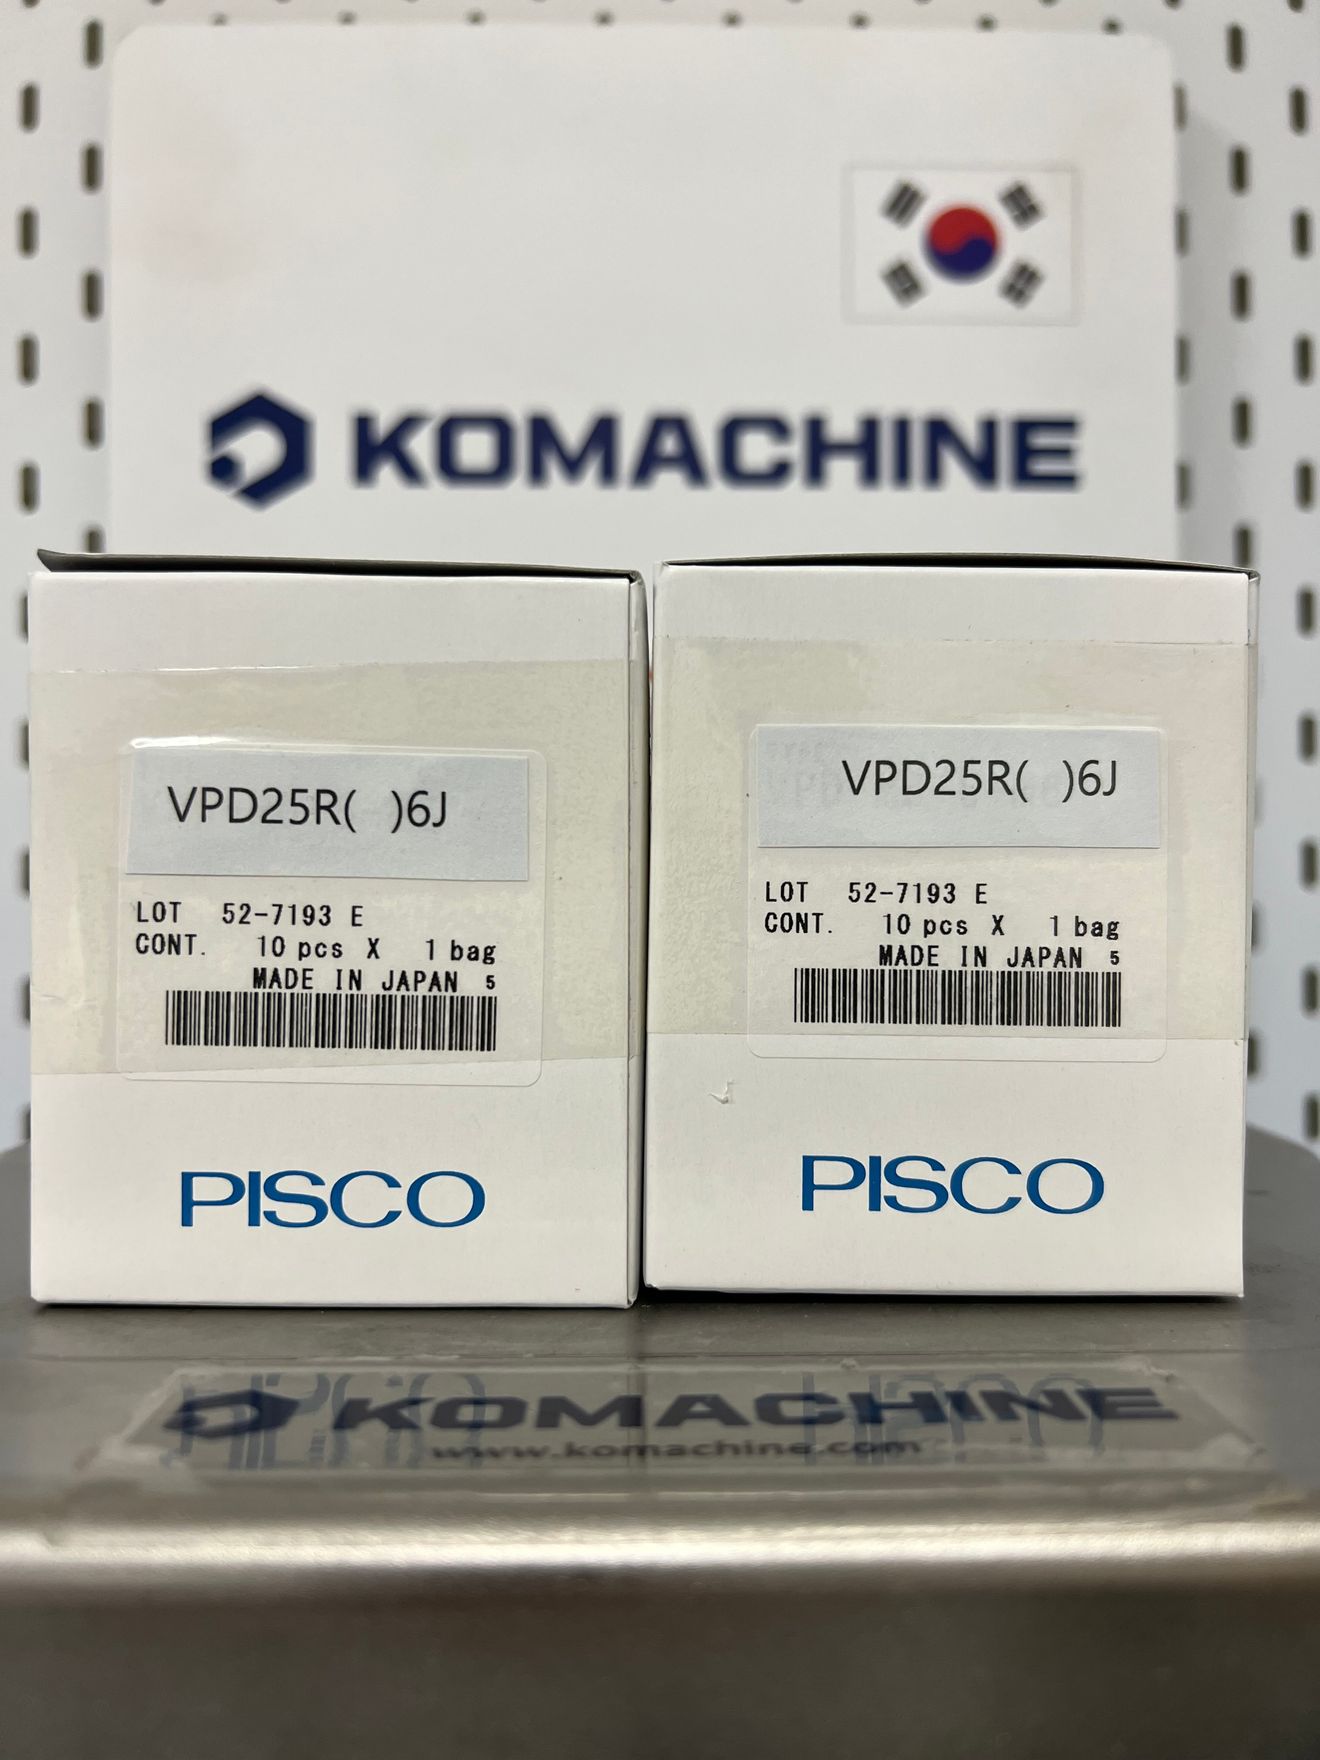 KOMACHINE
VPD25R( )6J
LOT 52-7193 E
CONT. 10 pcs X 1 bag
MADE IN JAPAN 5
PISCO
VPD25R( )6J
LOT 52-7193 E
CONT. 10 pcs X 1 bag
MADE IN JAPAN 5
PISCO
KOMACHINE
www.komachine.com